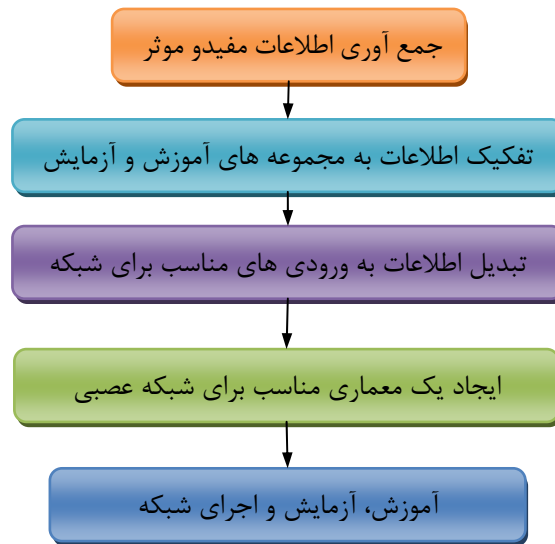 جمع آوری اطلاعات مفیدو موثر
تفکیک اطلاعات به مجموعه های آموزش و آزمایش
تبدیل اطلاعات به ورودی های مناسب برای شبکه
ایجاد یک معماری مناسب برای شبکه عصبی
آموزش، آزمایش و اجرای شبکه